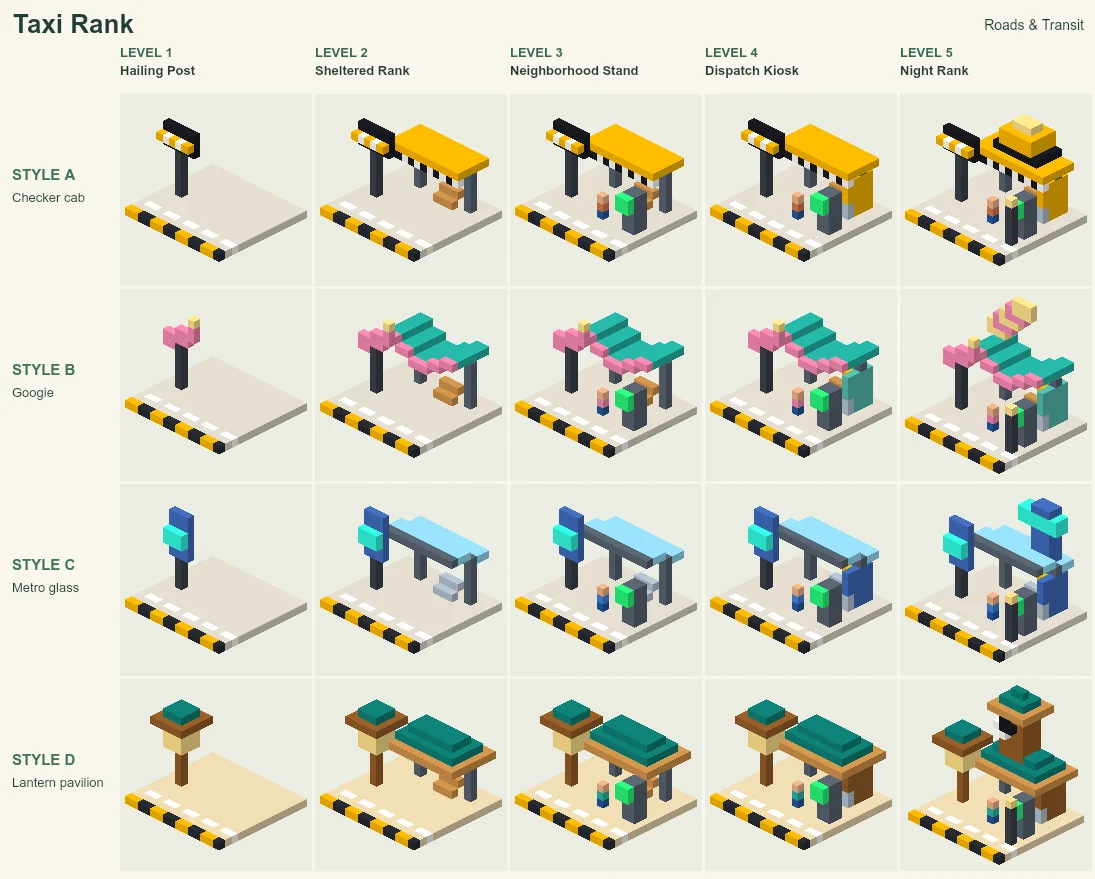 Taxi Rank
Roads & Transit
LEVEL 1
Hailing Post
LEVEL 2
Sheltered Rank
LEVEL 3
Neighborhood Stand
LEVEL 4
Dispatch Kiosk
LEVEL 5
Night Rank
STYLE A
Checker cab
STYLE B
Googie
STYLE C
Metro glass
STYLE D
Lantern pavilion